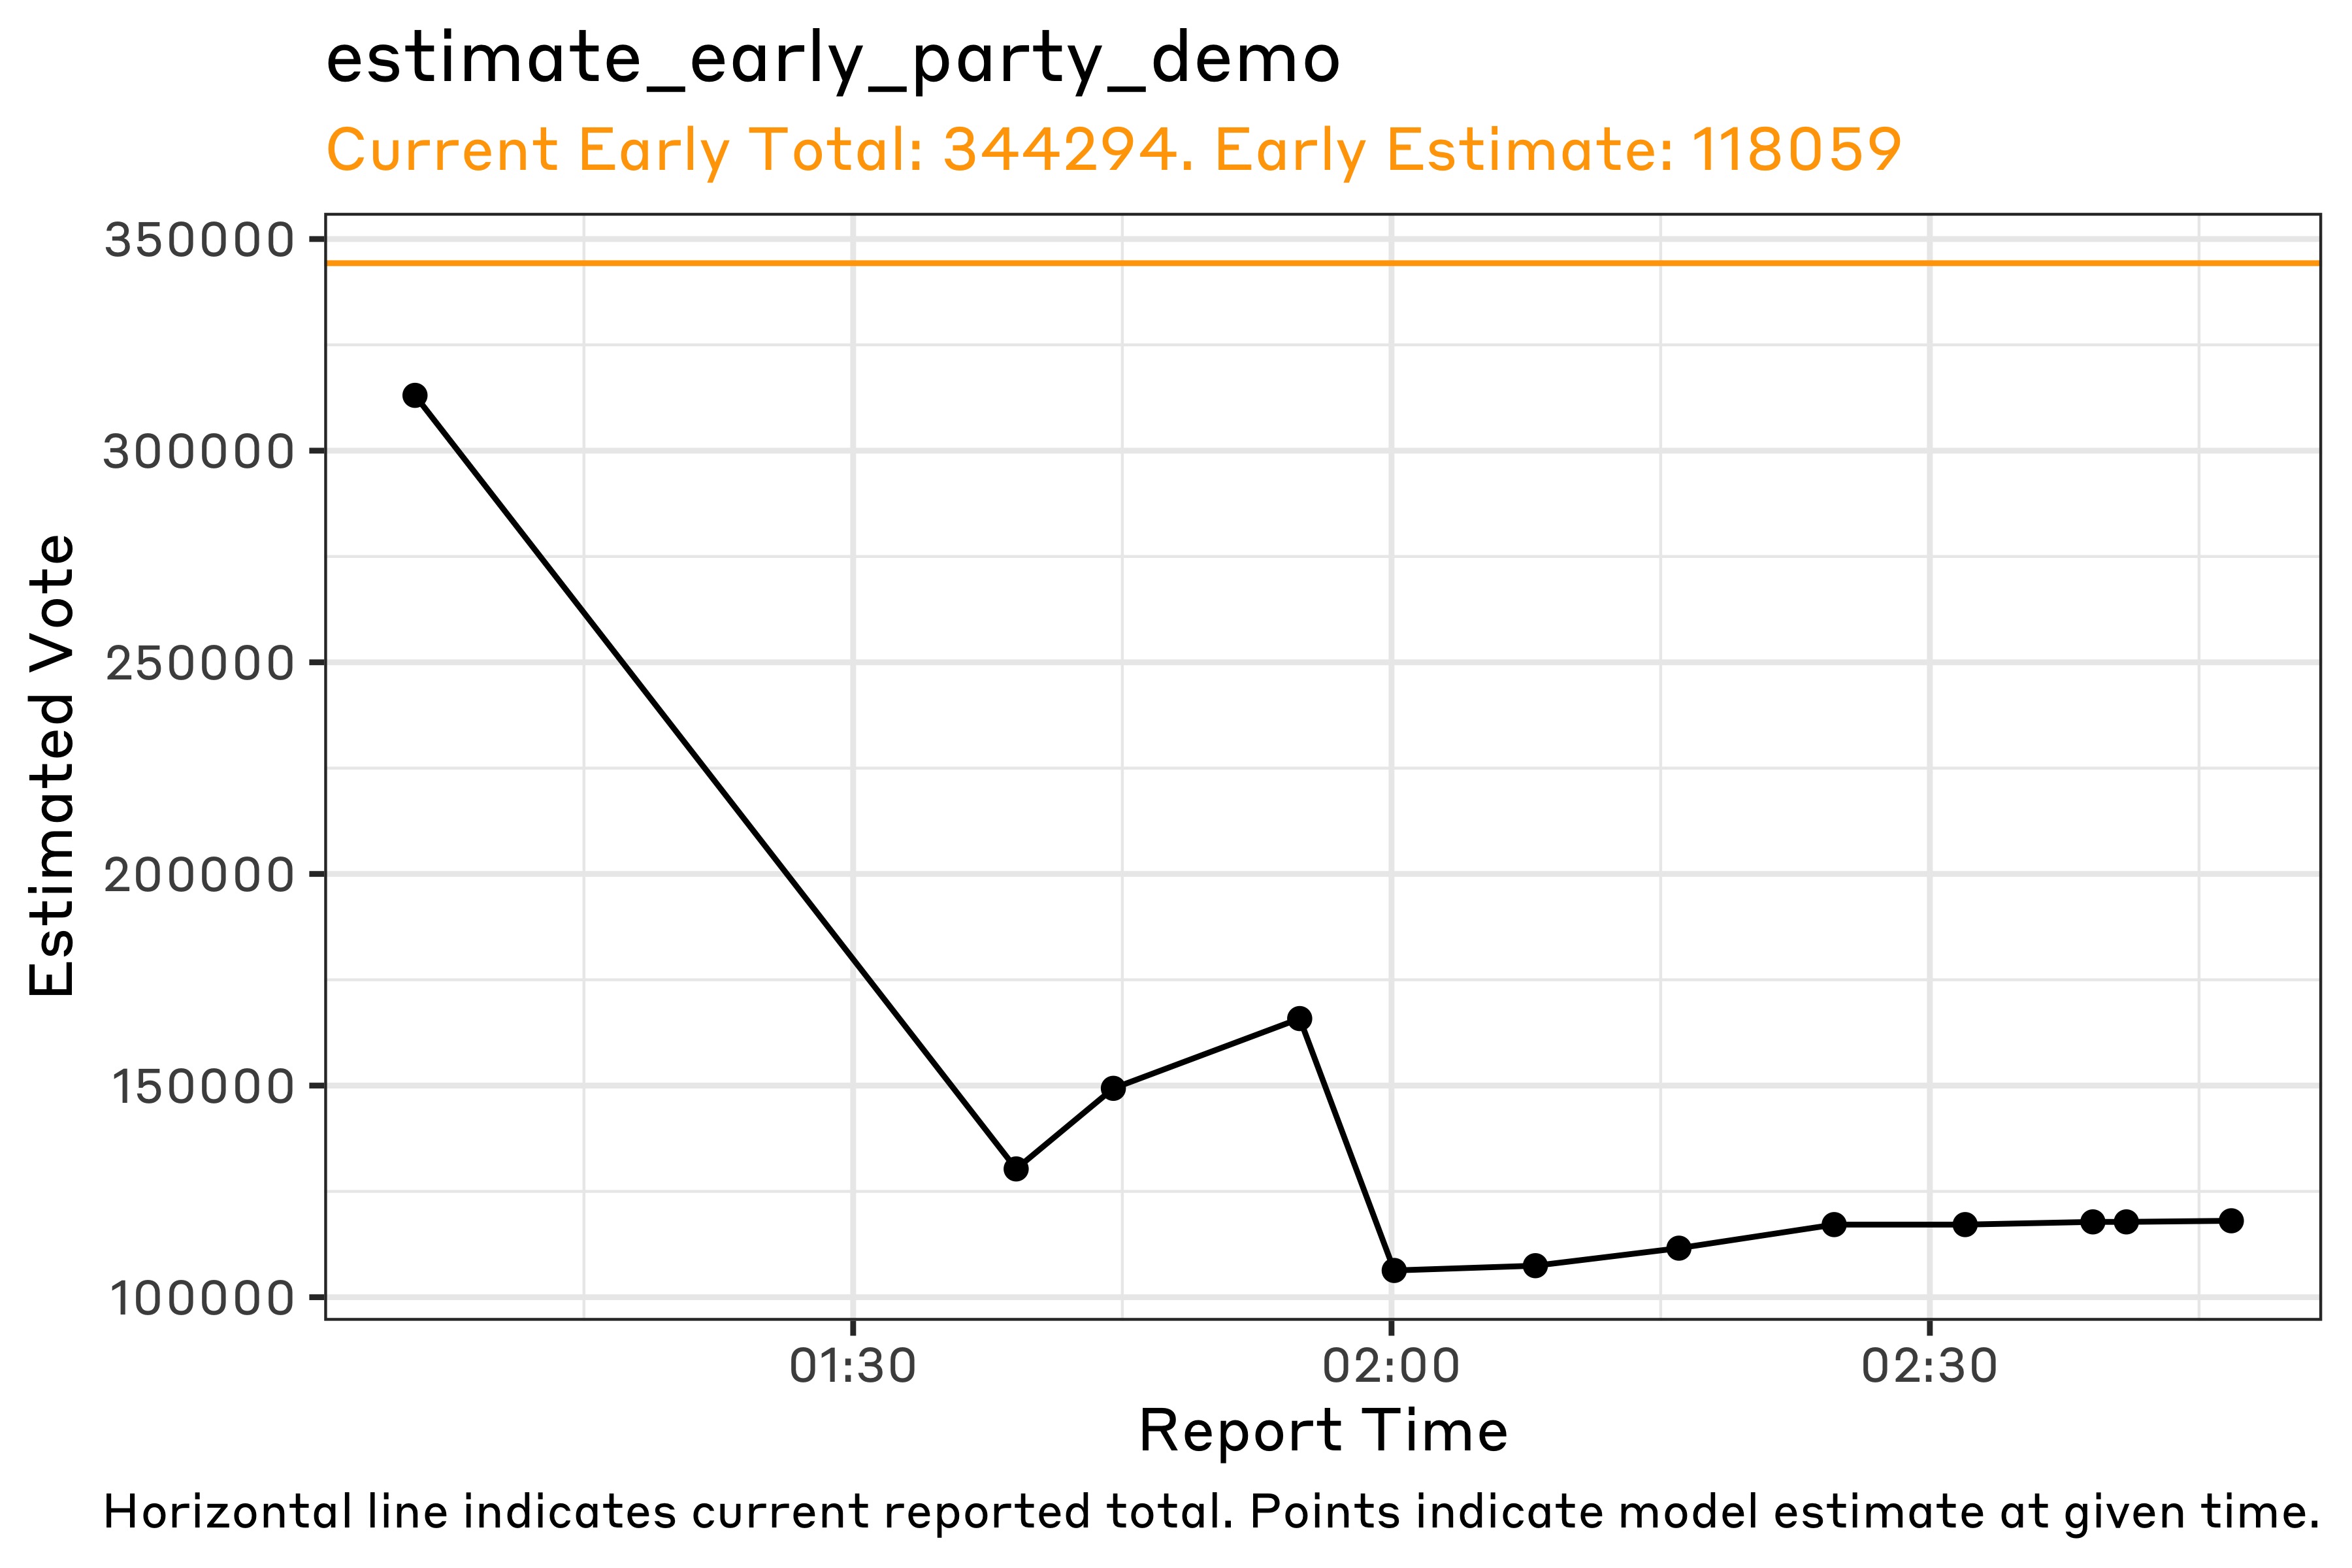 estimate_early_party_demo
Current Early Total: 344294. Early Estimate: 118059
Estimated Vote
350000
300000
250000
200000
150000
100000
01:30 02:00 02:30
Report Time
Horizontal line indicates current reported total. Points indicate model estimate at given time.